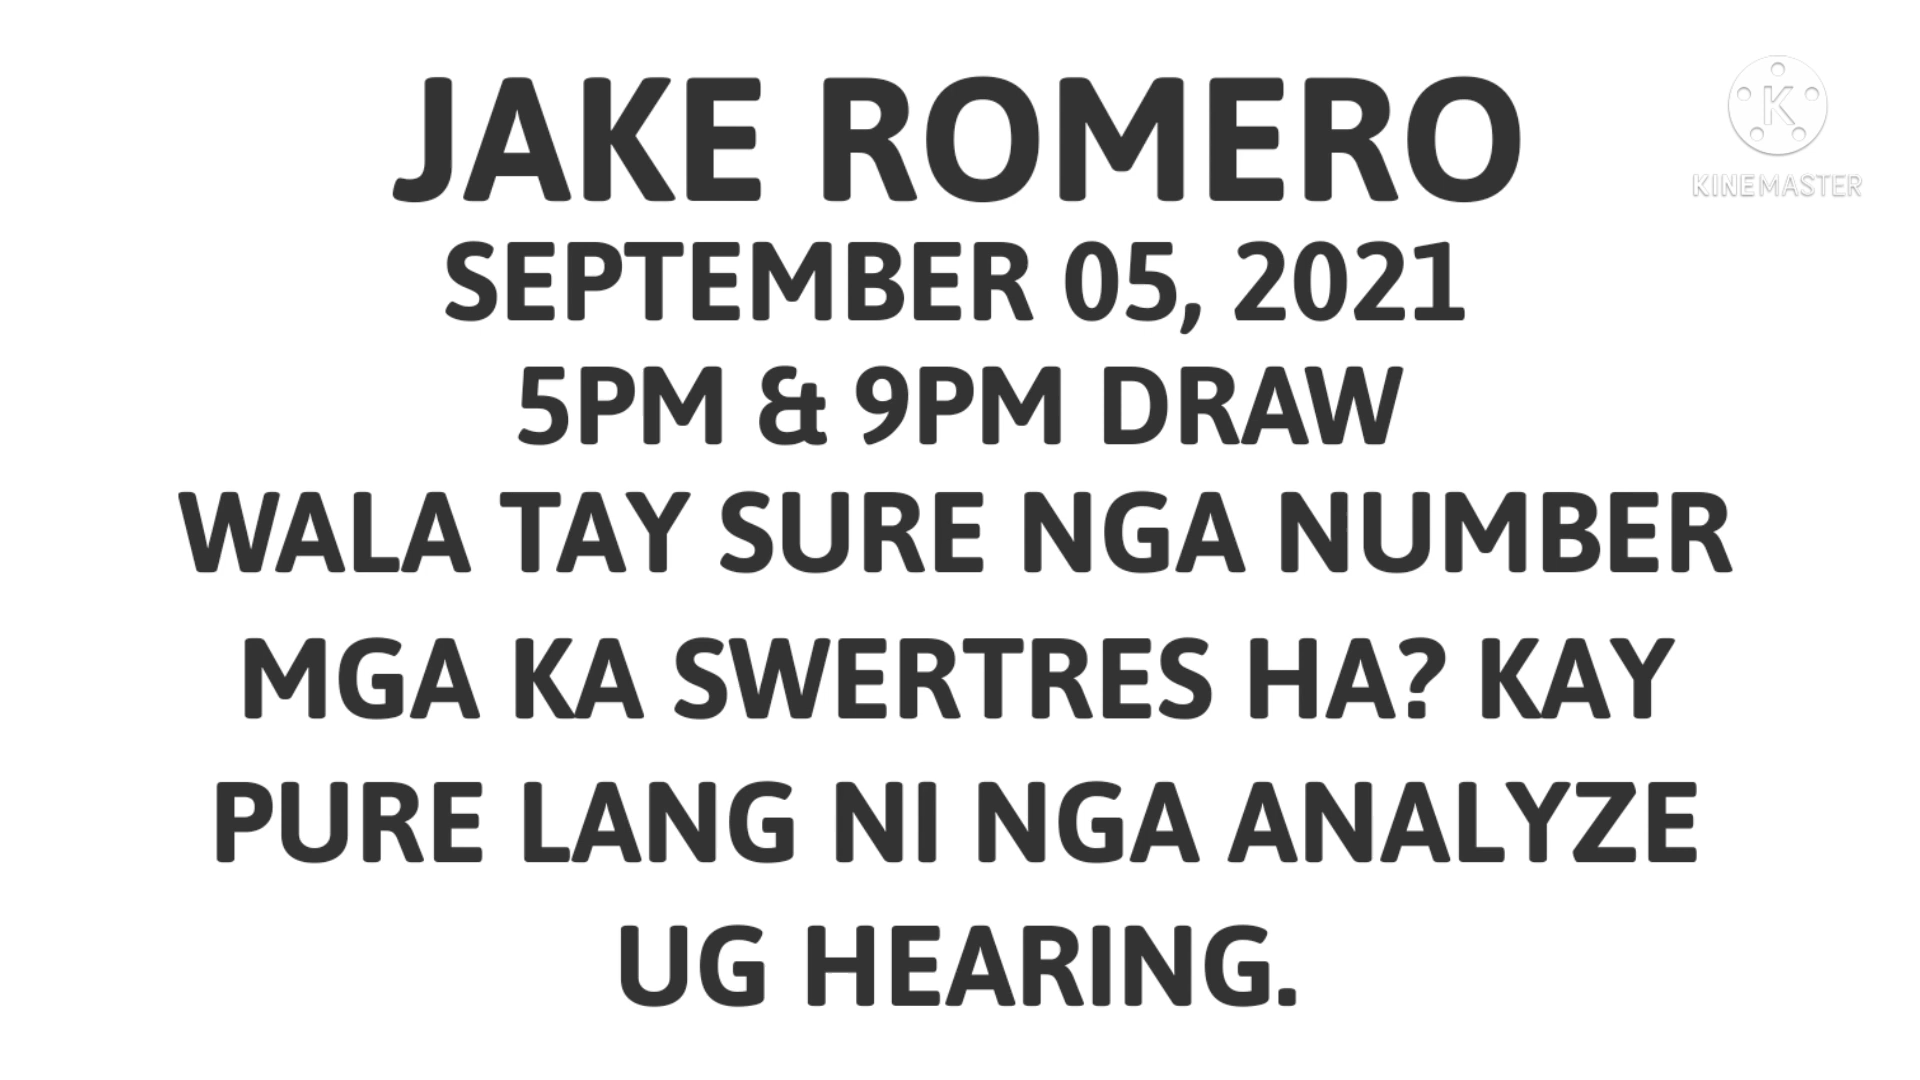 JAKE ROMERO
SEPTEMBER 05, 2021
5PM & 9PM DRAW
WALA TAY SURE NGA NUMBER
MGA KA SWERTRES HA? KAY
PURE LANG NI NGA ANALYZE
UG HEARING.
K
KINEMASTER